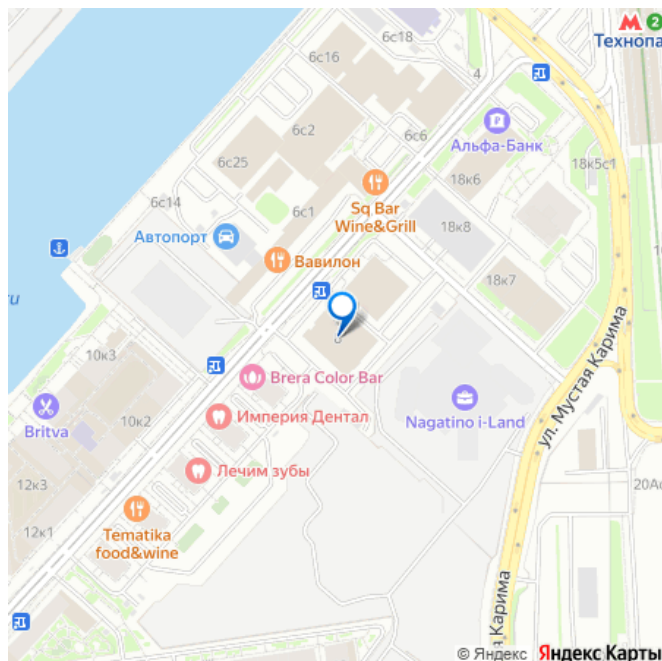 6с18
6с16
4
М 2
Технопа
6с2
6с6
Альфа-Банк
6с25
18к6
18к5с1
6с14
6с1
Sq Bar
Wine&Grill
18к8
Автопорт
Вавилон
18к7
10к3
Brera Color Bar
ул. Мустая Карима
Britva
10к2
Империя Дентал
Nagatino i-Land
Лечим зубы
12к3
20Ас
12к1
Tematika
food&wine
я Карима
© Яндекс Яндекс Карты